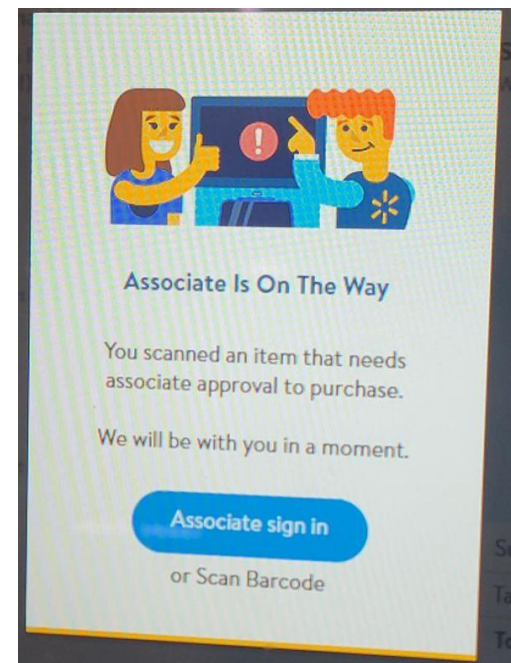 Associate Is On The Way
You scanned an item that needs
associate approval to purchase.
We will be with you in a moment.
Associate sign in
or Scan Barcode